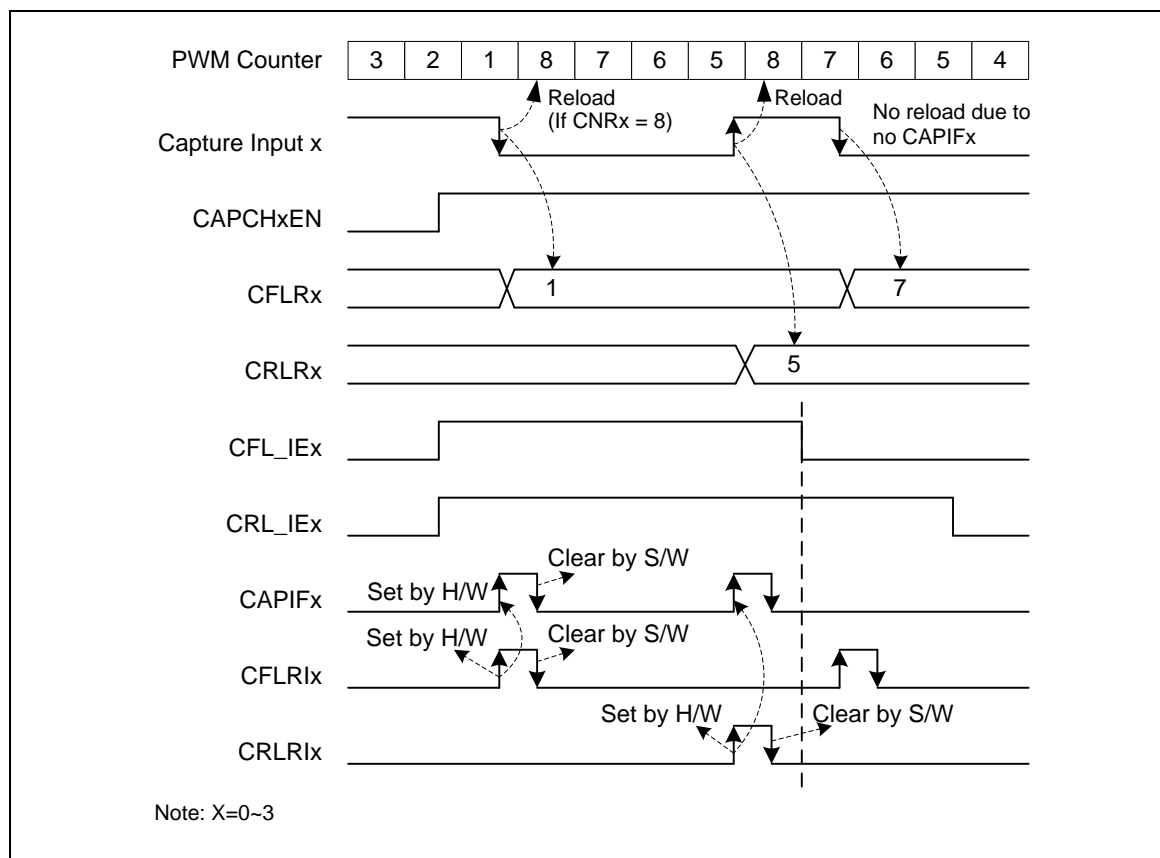 PWM Counter 3 2 1 8 7 6 5 8 7 6 5 4
Reload
(If CNRx = 8)
Reload
No reload due to
no CAPIFx
Capture Input x
CAPCHxEN
CFLRx 1 7
CRLRx 5
CFL_IEx
CRL_IEx
Clear by S/W
CAPIFx Set by H/W
Set by H/W Clear by S/W
CFLRIx
Set by H/W Clear by S/W
CRLRIx
Note: X=0~3